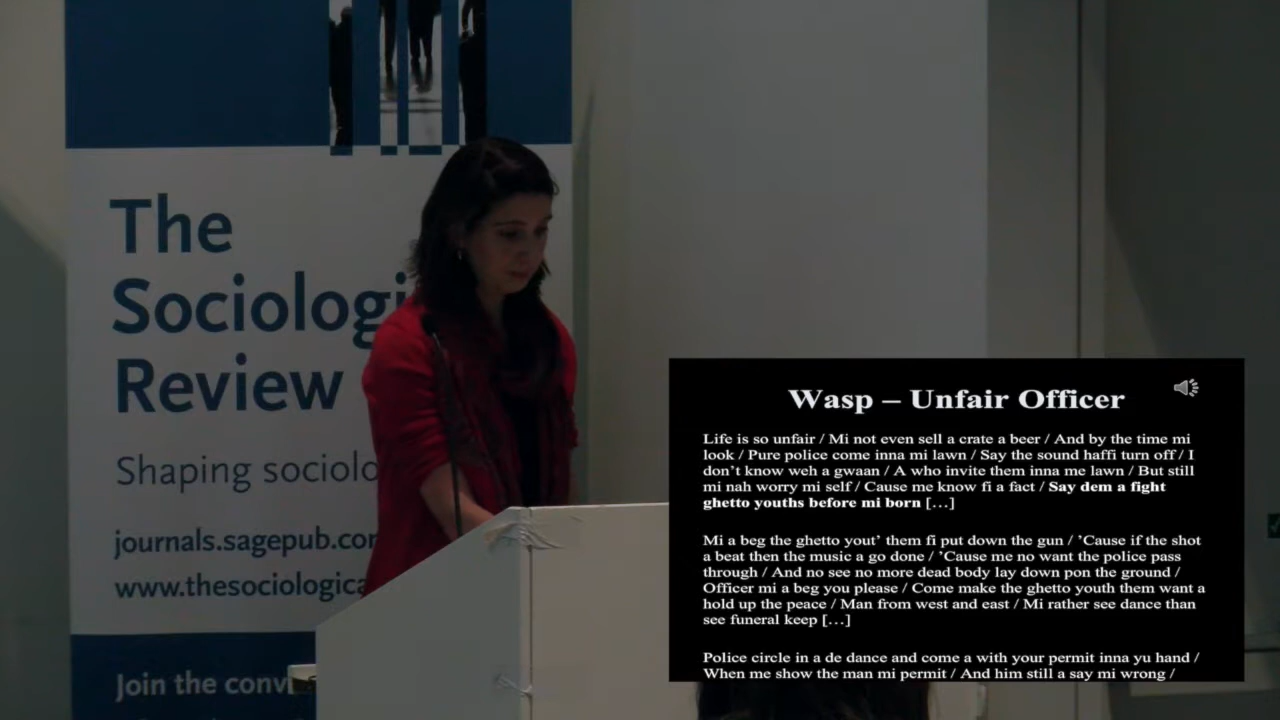 The
Sociologi
Review
Shaping sociolo
journals.sagepub.cor
www.thesociologica
Join the conv
Wasp – Unfair Officer
Life is so unfair / Mi not even sell a crate a beer / And by the time mi
look / Pure police come inna mi lawn / Say the sound haffi turn off / I
don't know weh a gwaan / A who invite them inna me lawn / But still
mi nah worry mi self / Cause me know fi a fact / Say dem a fight
ghetto youths before mi born […]
Mi a beg the ghetto yout' them fi put down the gun / 'Cause if the shot
a beat then the music a go done / 'Cause me no want the police pass
through / And no see no more dead body lay down pon the ground /
Officer mi a beg you please / Come make the ghetto youth them want a
hold up the peace / Man from west and east / Mi rather see dance than
see funeral keep […]
Police circle in a de dance and come a with your permit inna yu hand /
When me show the man mi permit / And him still a say mi wrong /